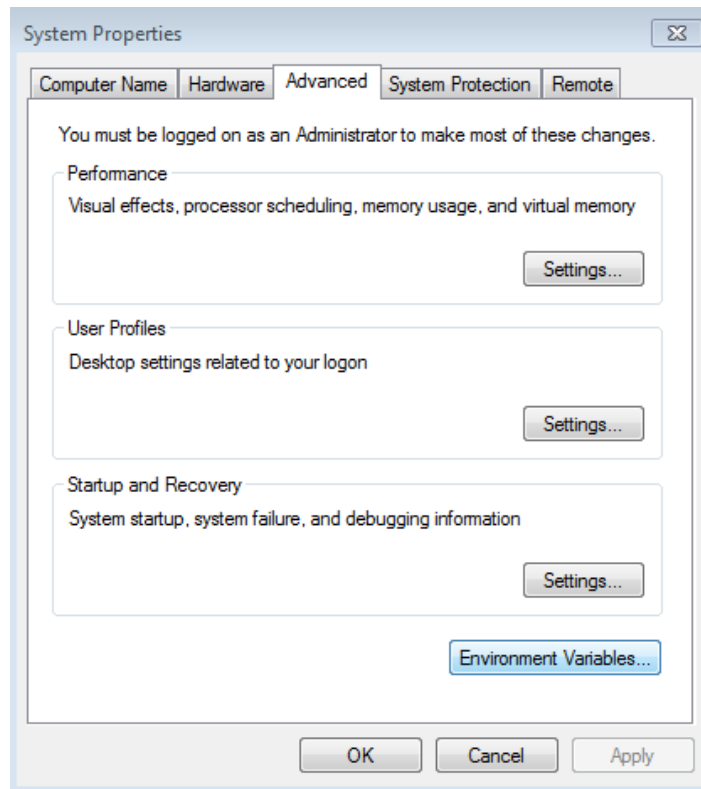 System Properties
Computer Name Hardware Advanced System Protection Remote
You must be logged on as an Administrator to make most of these changes.
Performance
Visual effects, processor scheduling, memory usage, and virtual memory
Settings...
User Profiles
Desktop settings related to your logon
Settings...
Startup and Recovery
System startup, system failure, and debugging information
Settings...
Environment Variables...
OK Cancel Apply